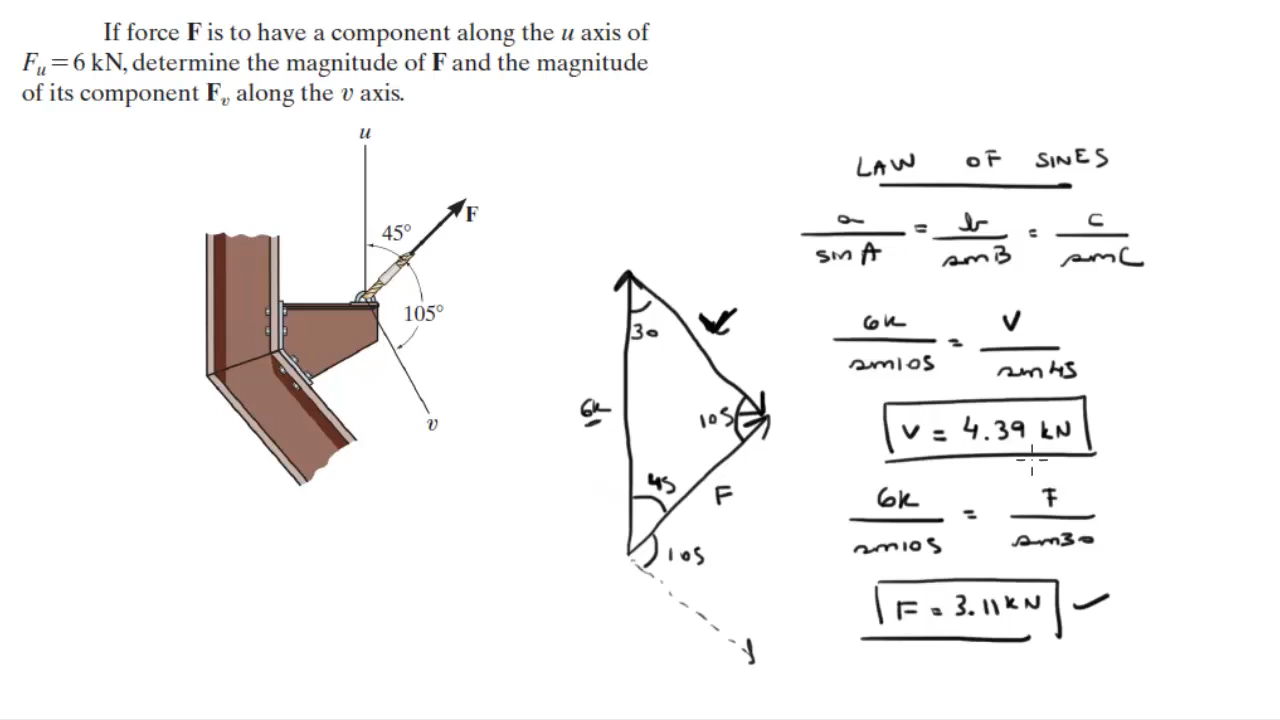 If force F is to have a component along the u axis of
Fu = 6 kN, determine the magnitude of F and the magnitude
of its component Fv along the v axis.
u
F
45°
105°
v
30
6k
105
45
F
105
LAW OF SINES
a/sin A = b/sin B = c/sin C
6k/sin105 = V/sin45
V = 4.39 kN
6k/sin105 = F/sin30
F = 3.11 kN